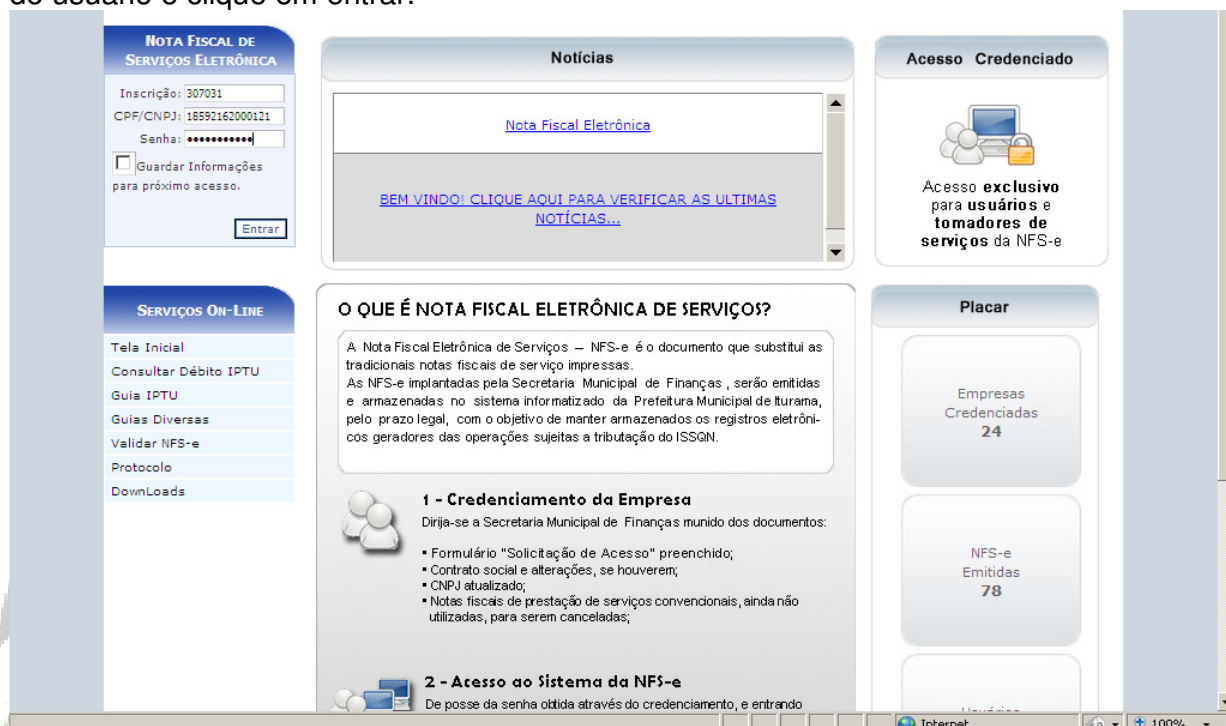 do usuário e clique em entrar.
NOTA FISCAL DE
SERVIÇOS ELETRÔNICA
Inscrição: 307031
CPF/CNPJ: 18592162000121
Senha: •••••••••••
Guardar Informações
para próximo acesso.
Entrar
Notícias
Nota Fiscal Eletrônica
BEM VINDO! CLIQUE AQUI PARA VERIFICAR AS ULTIMAS
NOTÍCIAS...
Acesso Credenciado
Acesso exclusivo
para usuários e
tomadores de
serviços da NFS-e
SERVIÇOS ON-LINE
Tela Inicial
Consultar Débito IPTU
Guia IPTU
Guias Diversas
Validar NFS-e
Protocolo
DownLoads
O QUE É NOTA FISCAL ELETRÔNICA DE SERVIÇOS?
A Nota Fiscal Eletrônica de Serviços – NFS-e é o documento que substitui as
tradicionais notas fiscais de serviço impressas.
As NFS-e implantadas pela Secretaria Municipal de Finanças , serão emitidas
e armazenadas no sistema informatizado da Prefeitura Municipal de Iturama,
pelo prazo legal, com o objetivo de manter armazenados os registros eletrôni-
cos geradores das operações sujeitas a tributação do ISSQN.
1 - Credenciamento da Empresa
Dirija-se a Secretaria Municipal de Finanças munido dos documentos:
▪ Formulário "Solicitação de Acesso" preenchido;
▪ Contrato social e alterações, se houverem;
▪ CNPJ atualizado;
▪ Notas fiscais de prestação de serviços convencionais, ainda não
utilizadas, para serem canceladas;
2 - Acesso ao Sistema da NFS-e
De posse da senha obtida através do credenciamento, e entrando
Placar
Empresas
Credenciadas
24
NFS-e
Emitidas
78
Usuários
Internet
100%